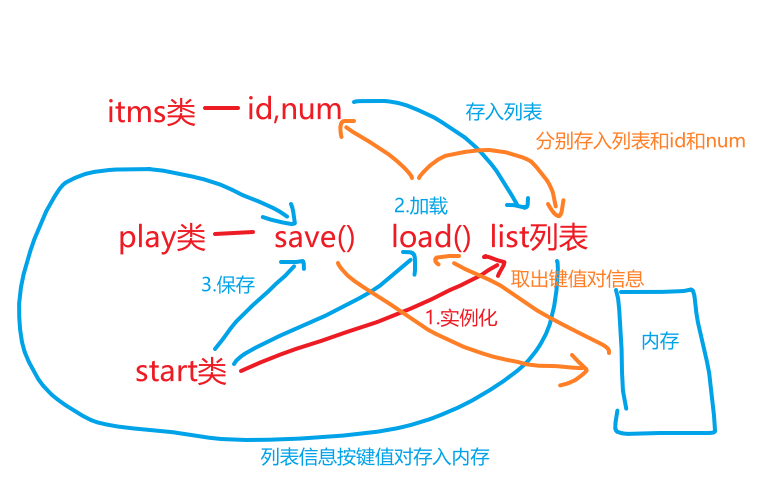 itms类 id,num
存入列表
分别存入列表和id和num
2.加载
play类 save() load() list列表
3.保存
取出键值对信息
1.实例化
内存
start类
列表信息按键值对存入内存